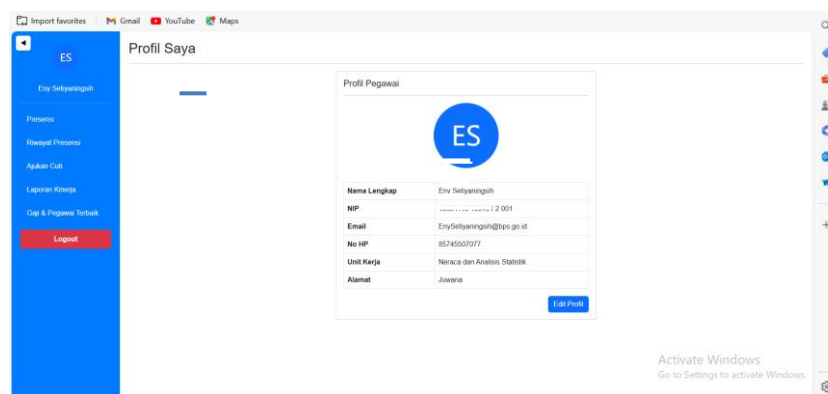 Import favorites Gmail YouTube Maps
ES
Eny Setiyaningsih
Presensi
Riwayat Presensi
Ajukan Cuti
Laporan Kinerja
Gaji & Pegawai Terbaik
Logout
Profil Saya
Profil Pegawai
ES
Nama Lengkap Eny Setiyaningsih
NIP 2 001
Email EnySetiyaningsih@bps.go.id
No HP 85745507077
Unit Kerja Neraca dan Analisis Statistik
Alamat Juwana
Edit Profil
Activate Windows
Go to Settings to activate Windows.